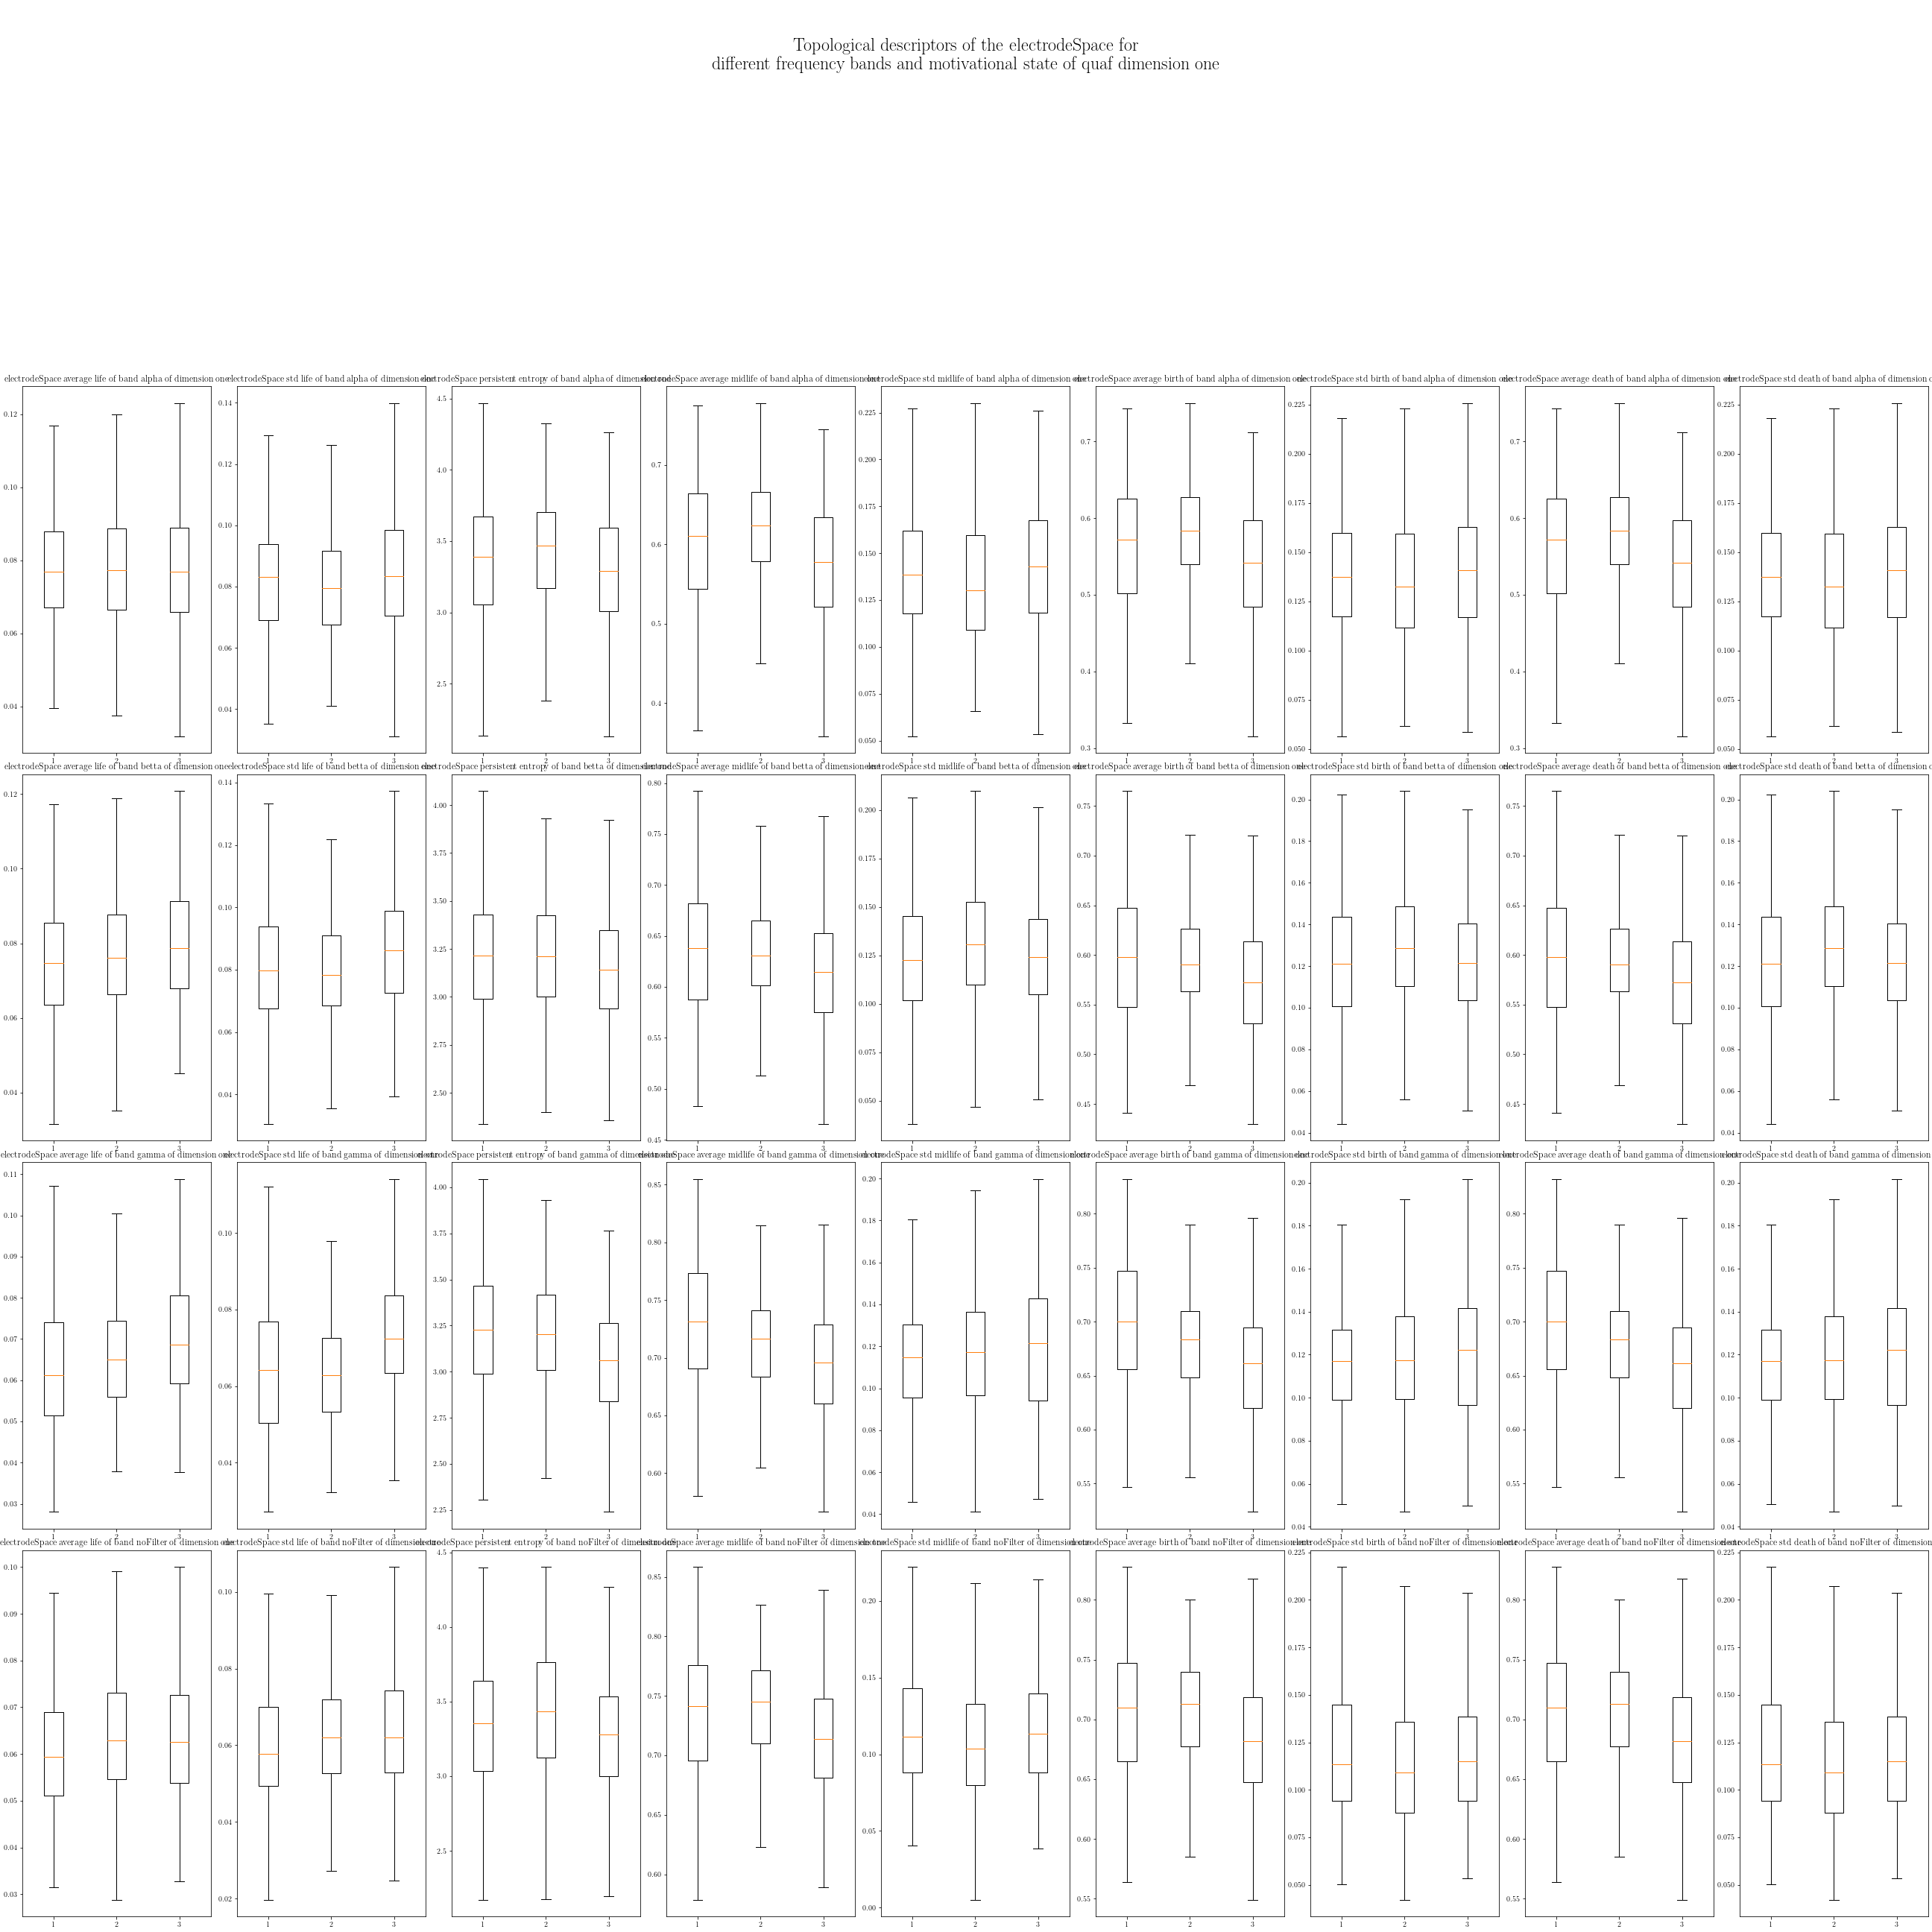 Topological descriptors of the electrodeSpace for
different frequency bands and motivational state of quaf dimension one
electrodeSpace average life of band alpha of dimension one
0.12 0.10 0.08 0.06 0.04
1 2 3
electrodeSpace std life of band alpha of dimension
0.14 0.12 0.10 0.08 0.06 0.04
1 2 3
electrodeSpace persistent entropy of band alpha of dimension
4.5 4.0 3.5 3.0 2.5
1 2 3
electrodeSpace average midlife of band alpha of dimension
0.7 0.6 0.5 0.4
1 2 3
electrodeSpace std midlife of band alpha of dimension
0.225 0.200 0.175 0.150 0.125 0.100 0.075 0.050
1 2 3
electrodeSpace average birth of band alpha of dimension
0.7 0.6 0.5 0.4 0.3
1 2 3
electrodeSpace std birth of band alpha of dimension
0.225 0.200 0.175 0.150 0.125 0.100 0.075 0.050
1 2 3
electrodeSpace average death of band alpha of dimension
0.7 0.6 0.5 0.4 0.3
1 2 3
electrodeSpace std death of band alpha of dimension
0.225 0.200 0.175 0.150 0.125 0.100 0.075 0.050
1 2 3
electrodeSpace average life of band betta of dimension one
0.12 0.10 0.08 0.06 0.04
1 2 3
electrodeSpace std life of band betta of dimension
0.14 0.12 0.10 0.08 0.06 0.04
1 2 3
electrodeSpace persistent entropy of band betta of dimension
4.00 3.75 3.50 3.25 3.00 2.75 2.50
1 2 3
electrodeSpace average midlife of band betta of dimension
0.80 0.75 0.70 0.65 0.60 0.55 0.50 0.45
1 2 3
electrodeSpace std midlife of band betta of dimension
0.200 0.175 0.150 0.125 0.100 0.075 0.050
1 2 3
electrodeSpace average birth of band betta of dimension
0.75 0.70 0.65 0.60 0.55 0.50 0.45
1 2 3
electrodeSpace std birth of band betta of dimension
0.20 0.18 0.16 0.14 0.12 0.10 0.08 0.06 0.04
1 2 3
electrodeSpace average death of band betta of dimension
0.75 0.70 0.65 0.60 0.55 0.50 0.45
1 2 3
electrodeSpace std death of band betta of dimension
0.20 0.18 0.16 0.14 0.12 0.10 0.08 0.06 0.04
1 2 3
electrodeSpace average life of band gamma of dimension
0.11 0.10 0.09 0.08 0.07 0.06 0.05 0.04 0.03
1 2 3
electrodeSpace std life of band gamma of dimension
0.10 0.08 0.06 0.04
1 2 3
electrodeSpace persistent entropy of band gamma of dimension
4.00 3.75 3.50 3.25 3.00 2.75 2.50 2.25
1 2 3
electrodeSpace average midlife of band gamma of dimension
0.85 0.80 0.75 0.70 0.65 0.60
1 2 3
electrodeSpace std midlife of band gamma of dimension
0.20 0.18 0.16 0.14 0.12 0.10 0.08 0.06 0.04
1 2 3
electrodeSpace average birth of band gamma of dimension
0.80 0.75 0.70 0.65 0.60 0.55
1 2 3
electrodeSpace std birth of band gamma of dimension
0.20 0.18 0.16 0.14 0.12 0.10 0.08 0.06 0.04
1 2 3
electrodeSpace average death of band gamma of dimension
0.80 0.75 0.70 0.65 0.60 0.55
1 2 3
electrodeSpace std death of band gamma of dimension
0.20 0.18 0.16 0.14 0.12 0.10 0.08 0.06 0.04
1 2 3
electrodeSpace average life of band noFilter of dimension
0.10 0.09 0.08 0.07 0.06 0.05 0.04 0.03
1 2 3
electrodeSpace std life of band noFilter of dimension
0.10 0.08 0.06 0.04 0.02
1 2 3
electrodeSpace persistent entropy of band noFilter of dimension
4.5 4.0 3.5 3.0 2.5
1 2 3
electrodeSpace average midlife of band noFilter of dimension
0.85 0.80 0.75 0.70 0.65 0.60
1 2 3
electrodeSpace std midlife of band noFilter of dimension
0.20 0.15 0.10 0.05 0.00
1 2 3
electrodeSpace average birth of band noFilter of dimension
0.80 0.75 0.70 0.65 0.60 0.55
1 2 3
electrodeSpace std birth of band noFilter of dimension
0.225 0.200 0.175 0.150 0.125 0.100 0.075 0.050
1 2 3
electrodeSpace average death of band noFilter of dimension
0.80 0.75 0.70 0.65 0.60 0.55
1 2 3
electrodeSpace std death of band noFilter of dimension
0.225 0.200 0.175 0.150 0.125 0.100 0.075 0.050
1 2 3